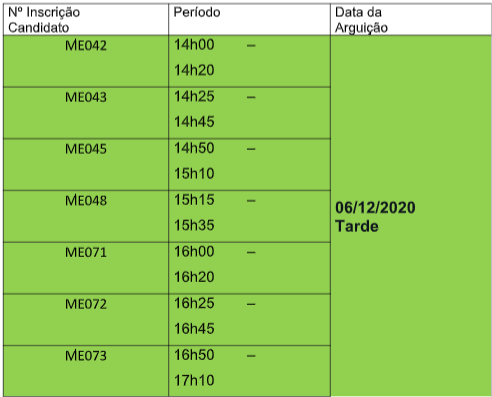 Nº Inscrição Candidato
Período
Data da Arguição
ME042
14h00 –
14h20
ME043
14h25 –
14h45
ME045
14h50 –
15h10
ME048
15h15 –
15h35
06/12/2020
Tarde
ME071
16h00 –
16h20
ME072
16h25 –
16h45
ME073
16h50 –
17h10